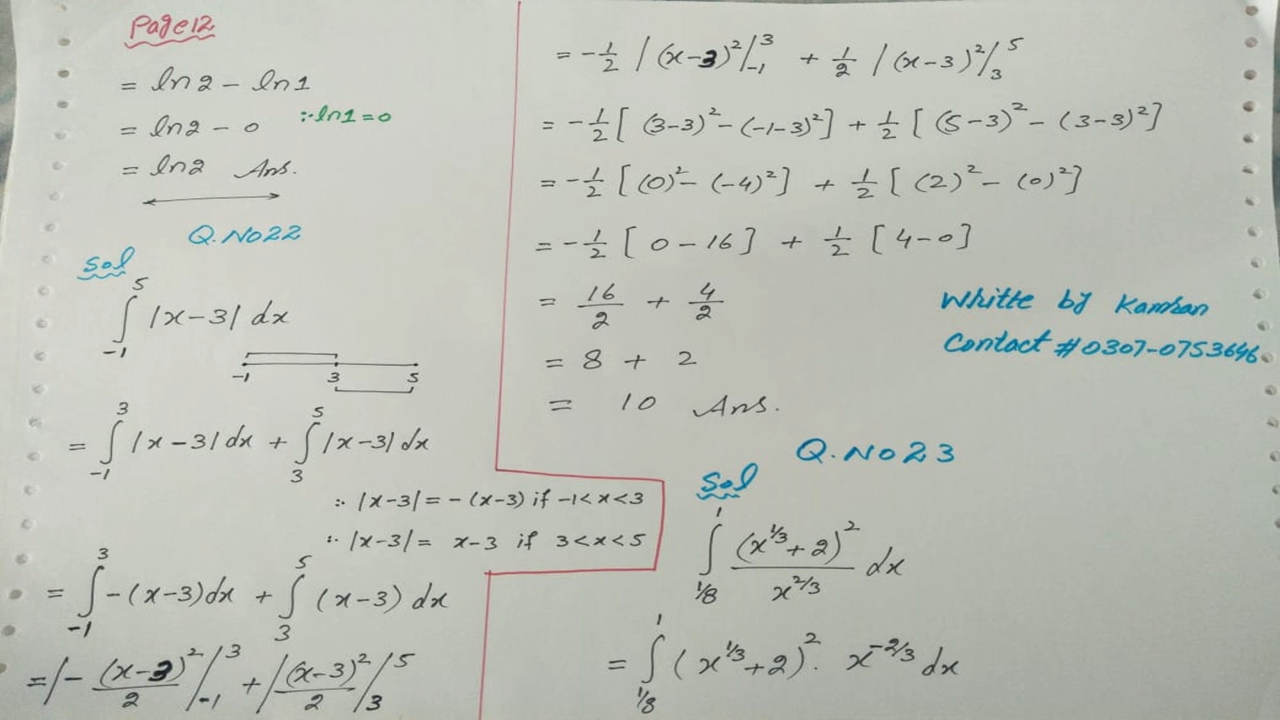 Page 12
= ln2 - ln1
= ln2 - 0 ∵ ln1 = 0
= ln2 Ans.
Q. No 22
Sol
∫_{-1}^{5} |x-3| dx
-1 3 5
= ∫_{-1}^{3} |x-3| dx + ∫_{3}^{5} |x-3| dx
∵ |x-3| = -(x-3) if -1<x<3
∵ |x-3| = x-3 if 3<x<5
= ∫_{-1}^{3} -(x-3) dx + ∫_{3}^{5} (x-3) dx
= |- (x-3)^2/2 |_{-1}^{3} + | (x-3)^2/2 |_{3}^{5}
= -1/2 |(x-3)^2|_{-1}^{3} + 1/2 |(x-3)^2|_{3}^{5}
= -1/2 [ (3-3)^2 - (-1-3)^2 ] + 1/2 [ (5-3)^2 - (3-3)^2 ]
= -1/2 [ (0)^2 - (-4)^2 ] + 1/2 [ (2)^2 - (0)^2 ]
= -1/2 [ 0 - 16 ] + 1/2 [ 4 - 0 ]
= 16/2 + 4/2
= 8 + 2
= 10 Ans.
Whitte by Kamran
Contact # 0307-0753646
Q. No 23
Sol
∫_{1/8}^{1} (x^{1/3} + 2)^2 / x^{2/3} dx
= ∫_{1/8}^{1} (x^{1/3} + 2)^2 . x^{-2/3} dx